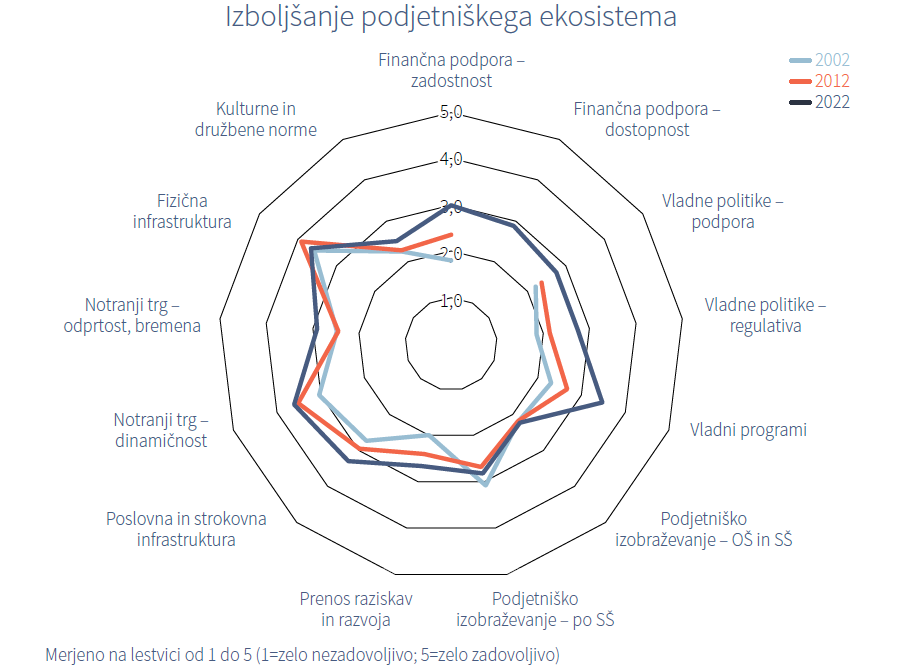 Izboljšanje podjetniškega ekosistema
2002
2012
2022
Finančna podpora –
zadostnost
Finančna podpora –
dostopnost
Vladne politike –
podpora
Vladne politike –
regulativa
Vladni programi
Podjetniško
izobraževanje – OŠ in SŠ
Podjetniško
izobraževanje – po SŠ
Prenos raziskav
in razvoja
Poslovna in strokovna
infrastruktura
Notranji trg –
dinamičnost
Notranji trg –
odprtost, bremena
Fizična
infrastruktura
Kulturne in
družbene norme
5,0
4,0
3,0
2,0
1,0
Merjeno na lestvici od 1 do 5 (1=zelo nezadovoljivo; 5=zelo zadovoljivo)